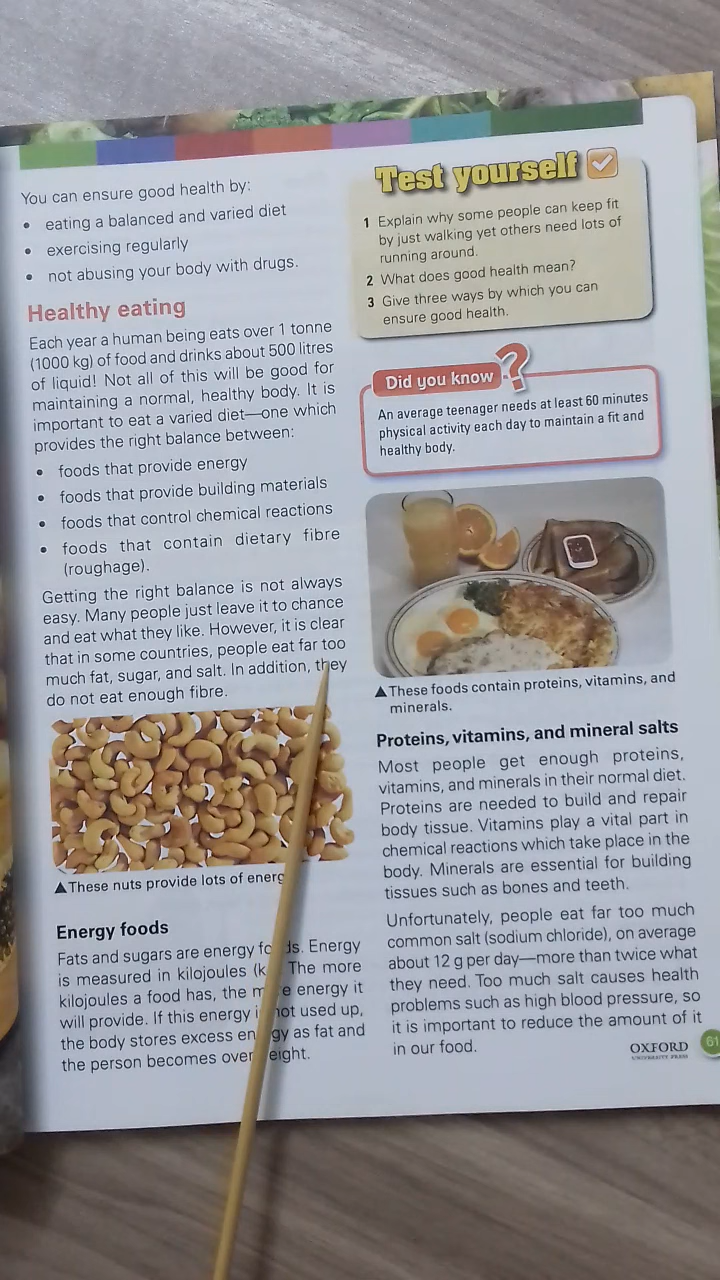 You can ensure good health by:
• eating a balanced and varied diet
• exercising regularly
• not abusing your body with drugs.
Healthy eating
Each year a human being eats over 1 tonne
(1000 kg) of food and drinks about 500 litres
of liquid! Not all of this will be good for
maintaining a normal, healthy body. It is
important to eat a varied diet—one which
provides the right balance between:
• foods that provide energy
• foods that provide building materials
• foods that control chemical reactions
• foods that contain dietary fibre
(roughage).
Getting the right balance is not always
easy. Many people just leave it to chance
and eat what they like. However, it is clear
that in some countries, people eat far too
much fat, sugar, and salt. In addition, they
do not eat enough fibre.
▲These nuts provide lots of
Energy foods
Fats and sugars are energy Energy
is measured in kilojoules The more
kilojoules a food has, the energy it
will provide. If this energy not used up,
the body stores excess as fat and
the person becomes
Test yourself
1 Explain why some people can keep fit
by just walking yet others need lots of
running around.
2 What does good health mean?
3 Give three ways by which you can
ensure good health.
Did you know ?
An average teenager needs at least 60 minutes
physical activity each day to maintain a fit and
healthy body.
▲These foods contain proteins, vitamins, and
minerals.
Proteins, vitamins, and mineral salts
Most people get enough proteins,
vitamins, and minerals in their normal diet.
Proteins are needed to build and repair
body tissue. Vitamins play a vital part in
chemical reactions which take place in the
body. Minerals are essential for building
tissues such as bones and teeth.
Unfortunately, people eat far too much
common salt (sodium chloride), on average
about 12 g per day—more than twice what
they need. Too much salt causes health
problems such as high blood pressure, so
it is important to reduce the amount of it
in our food.
OXFORD
UNIVERSITY PRESS
61